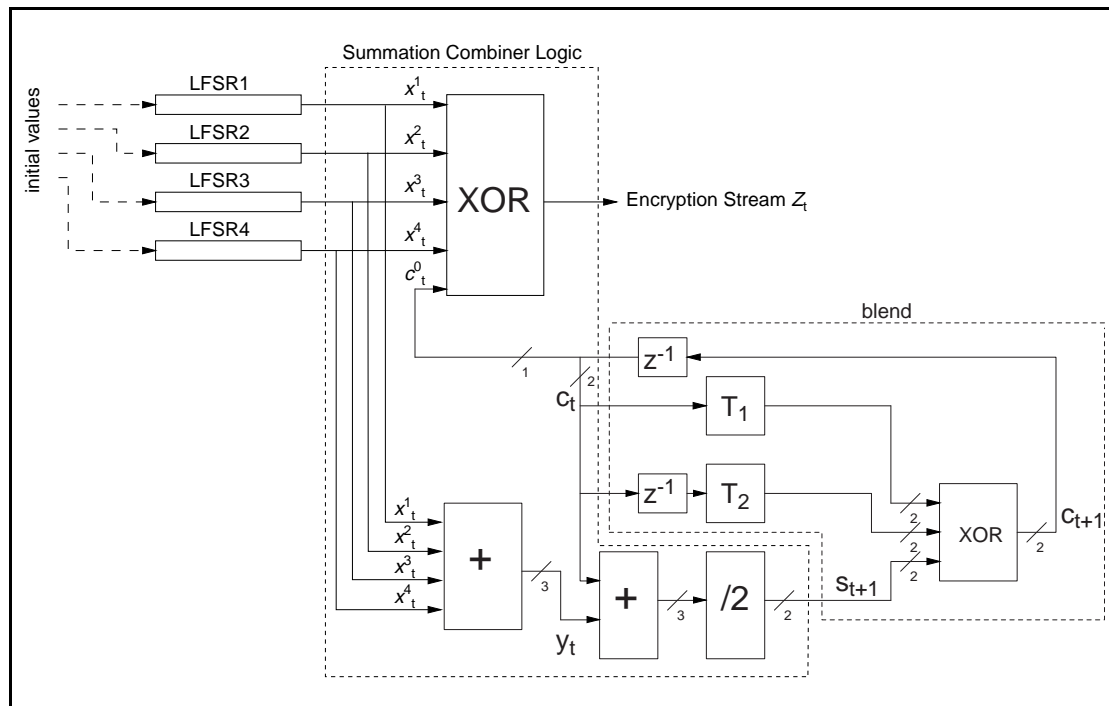 Summation Combiner Logic
initial values
LFSR1
LFSR2
LFSR3
LFSR4
x¹ₜ
x²ₜ
x³ₜ
x⁴ₜ
c⁰ₜ
XOR
Encryption Stream Zₜ
blend
1
2
cₜ
z⁻¹
T₁
z⁻¹
T₂
2
2
2
XOR
2
cₜ₊₁
x¹ₜ
x²ₜ
x³ₜ
x⁴ₜ
+
3
yₜ
+
3
/2
2
sₜ₊₁